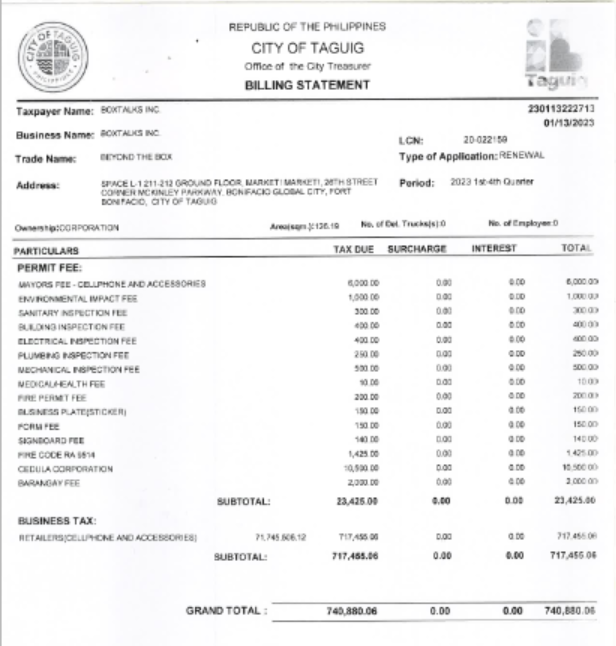 REPUBLIC OF THE PHILIPPINES
CITY OF TAGUIG
Office of the City Treasurer
BILLING STATEMENT
CITY OF TAGUIG
PHILIPPINES
Taguig
Taxpayer Name: BOXTALKS INC.
230113222713
01/13/2023
Business Name: BOXTALKS INC.
LCN: 20-022159
Trade Name: BEYOND THE BOX
Type of Application: RENEWAL
Address: SPACE L-1 211-212 GROUND FLOOR, MARKET! MARKET!, 26TH STREET
CORNER MCKINLEY PARKWAY, BONIFACIO GLOBAL CITY, FORT
BONIFACIO, CITY OF TAGUIG
Period: 2023 1st-4th Quarter
Ownership:CORPORATION Area(sqm.):126.19 No. of Del. Trucks(s):0 No. of Employee:0
PARTICULARS TAX DUE SURCHARGE INTEREST TOTAL
PERMIT FEE:
MAYORS FEE - CELLPHONE AND ACCESSORIES 6,000.00 0.00 0.00 6,000.00
ENVIRONMENTAL IMPACT FEE 1,000.00 0.00 0.00 1,000.00
SANITARY INSPECTION FEE 300.00 0.00 0.00 300.00
BUILDING INSPECTION FEE 400.00 0.00 0.00 400.00
ELECTRICAL INSPECTION FEE 400.00 0.00 0.00 400.00
PLUMBING INSPECTION FEE 250.00 0.00 0.00 250.00
MECHANICAL INSPECTION FEE 500.00 0.00 0.00 500.00
MEDICAL/HEALTH FEE 10.00 0.00 0.00 10.00
FIRE PERMIT FEE 200.00 0.00 0.00 200.00
BUSINESS PLATE(STICKER) 150.00 0.00 0.00 150.00
FORM FEE 150.00 0.00 0.00 150.00
SIGNBOARD FEE 140.00 0.00 0.00 140.00
FIRE CODE RA 9514 1,425.00 0.00 0.00 1,425.00
CEDULA CORPORATION 10,500.00 0.00 0.00 10,500.00
BARANGAY FEE 2,000.00 0.00 0.00 2,000.00
SUBTOTAL: 23,425.00 0.00 0.00 23,425.00
BUSINESS TAX:
RETAILERS(CELLPHONE AND ACCESSORIES) 71,745,506.12 717,455.06 0.00 0.00 717,455.06
SUBTOTAL: 717,455.06 0.00 0.00 717,455.06
GRAND TOTAL : 740,880.06 0.00 0.00 740,880.06